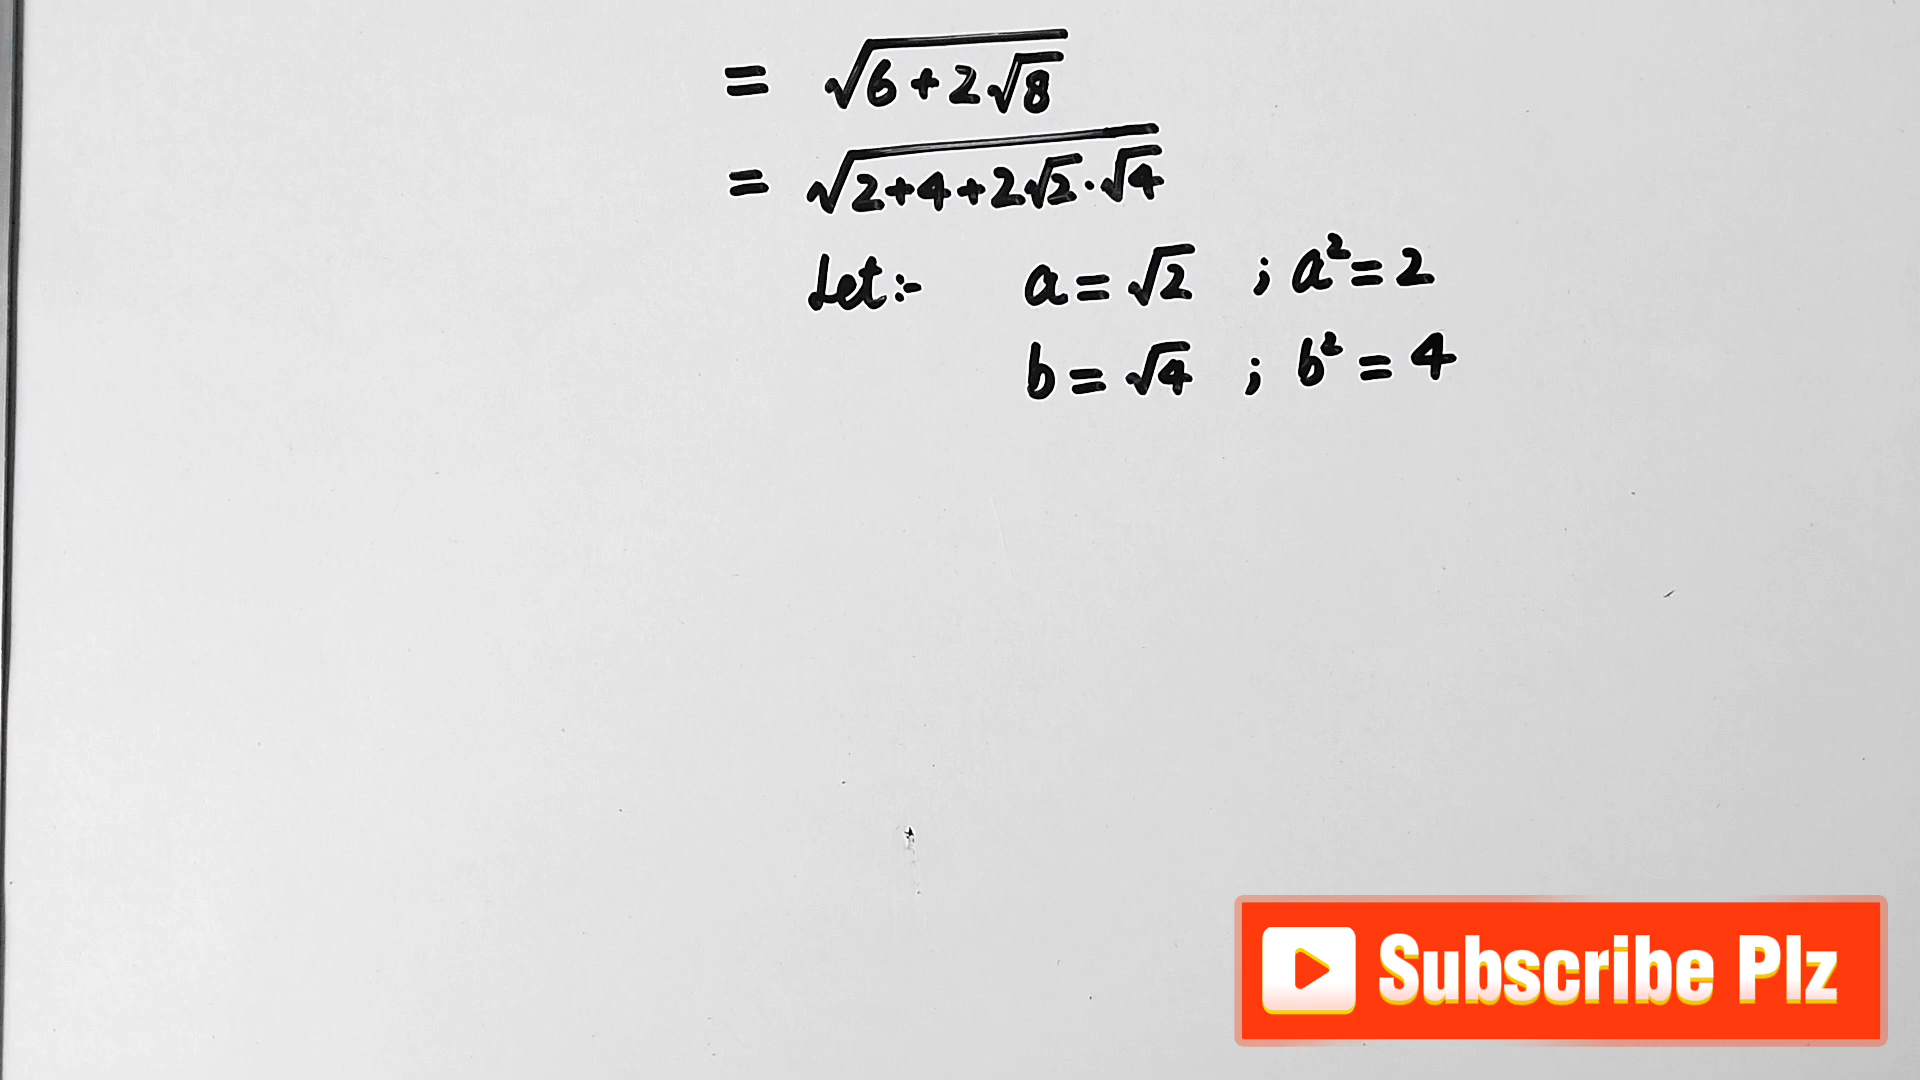 = √(6+2√8)
= √(2+4+2√2·√4)
Let:- a = √2 ; a² = 2
b = √4 ; b² = 4
Subscribe Plz